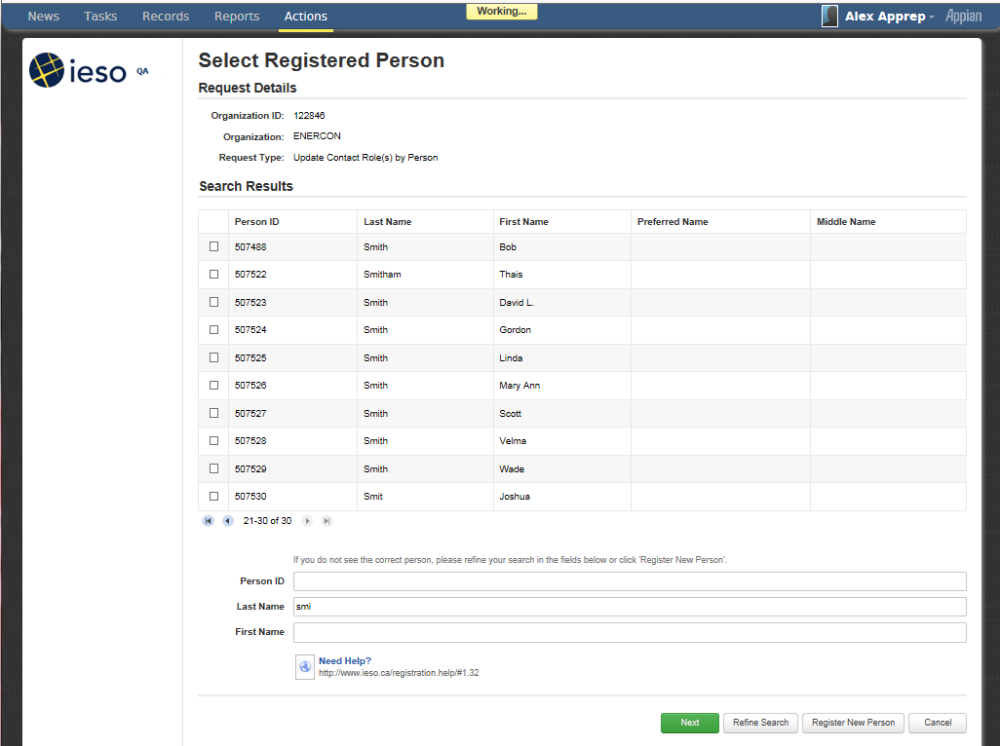 News Tasks Records Reports Actions Working... Alex Apprep Appian
ieso QA
Select Registered Person
Request Details
Organization ID: 122846
Organization: ENERCON
Request Type: Update Contact Role(s) by Person
Search Results
Person ID Last Name First Name Preferred Name Middle Name
507488 Smith Bob
507522 Smitham Thais
507523 Smith David L.
507524 Smith Gordon
507525 Smith Linda
507526 Smith Mary Ann
507527 Smith Scott
507528 Smith Velma
507529 Smith Wade
507530 Smit Joshua
21-30 of 30
If you do not see the correct person, please refine your search in the fields below or click 'Register New Person'.
Person ID
Last Name smi
First Name
Need Help?
http://www.ieso.ca/registration.help/#1.32
Next Refine Search Register New Person Cancel